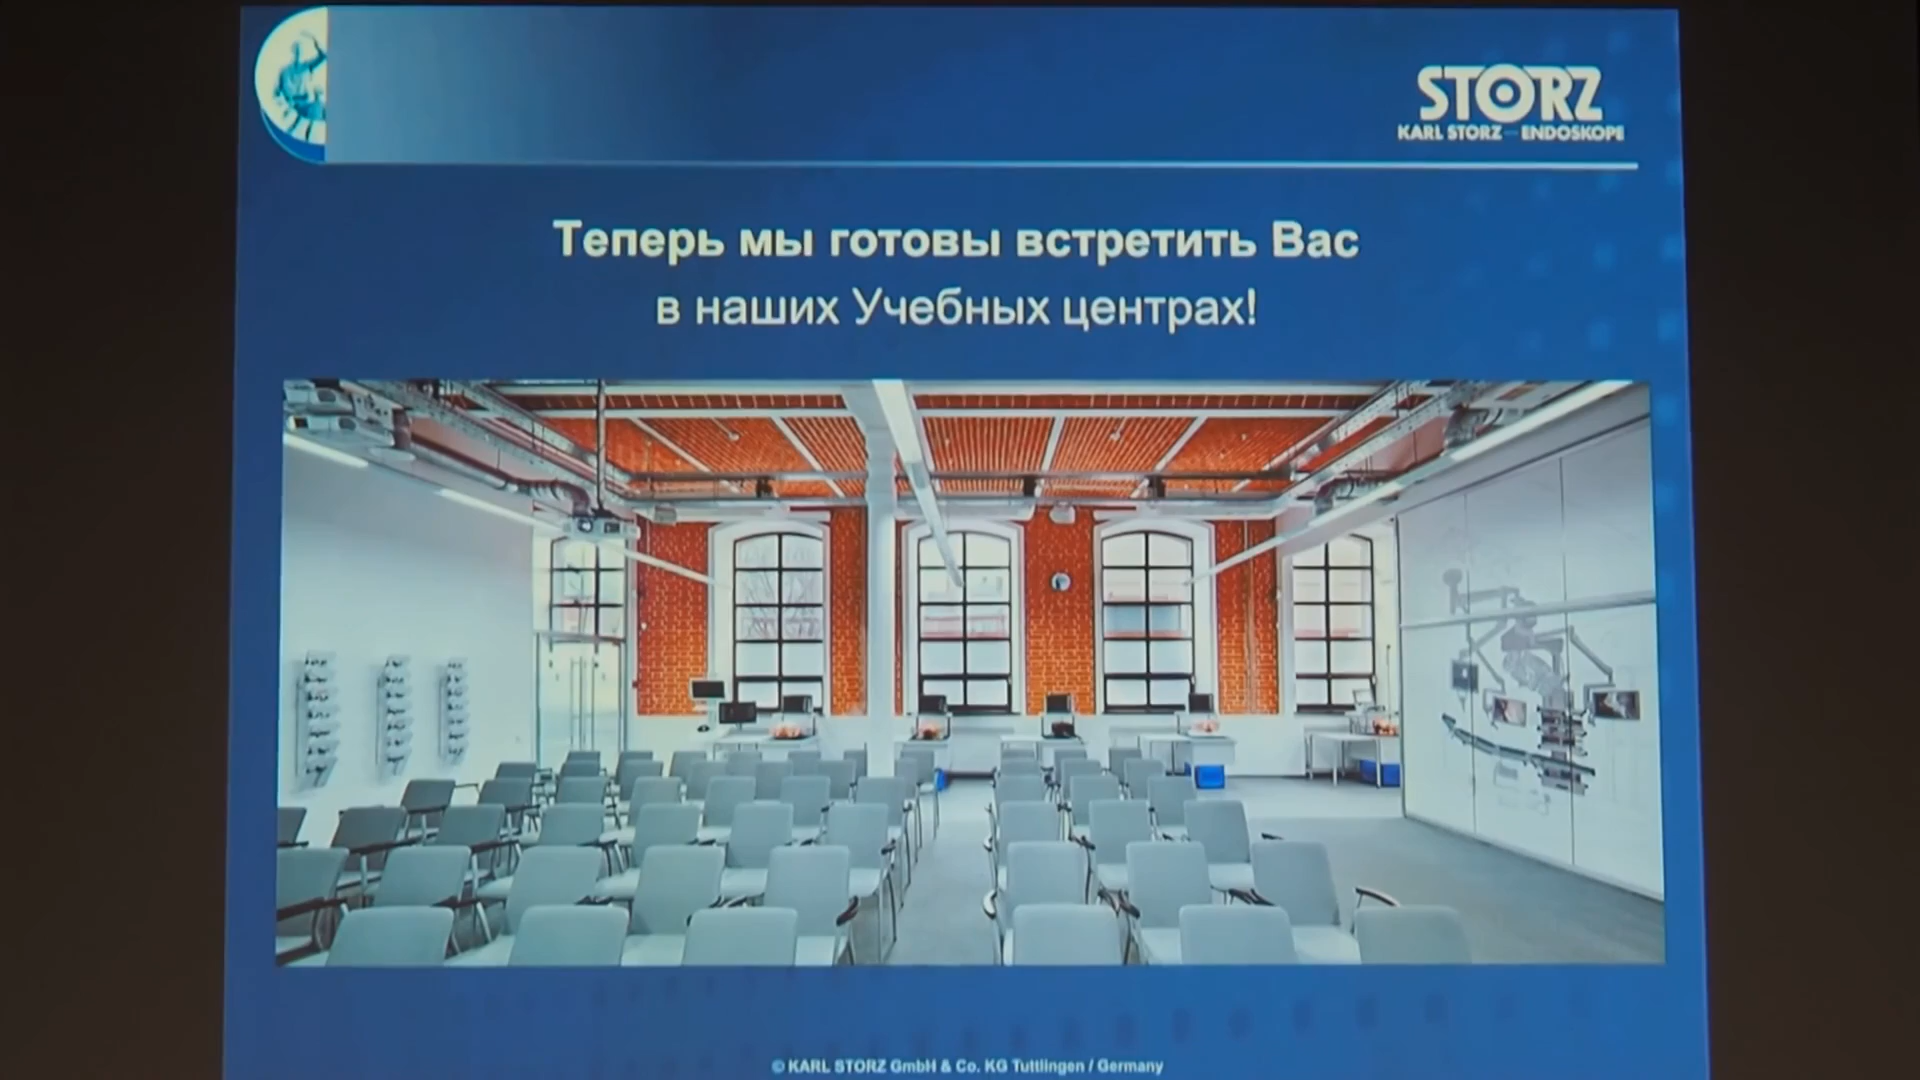 STORZ
KARL STORZ — ENDOSKOPE
Теперь мы готовы встретить Вас
в наших Учебных центрах!
© KARL STORZ GmbH & Co. KG Tuttlingen / Germany